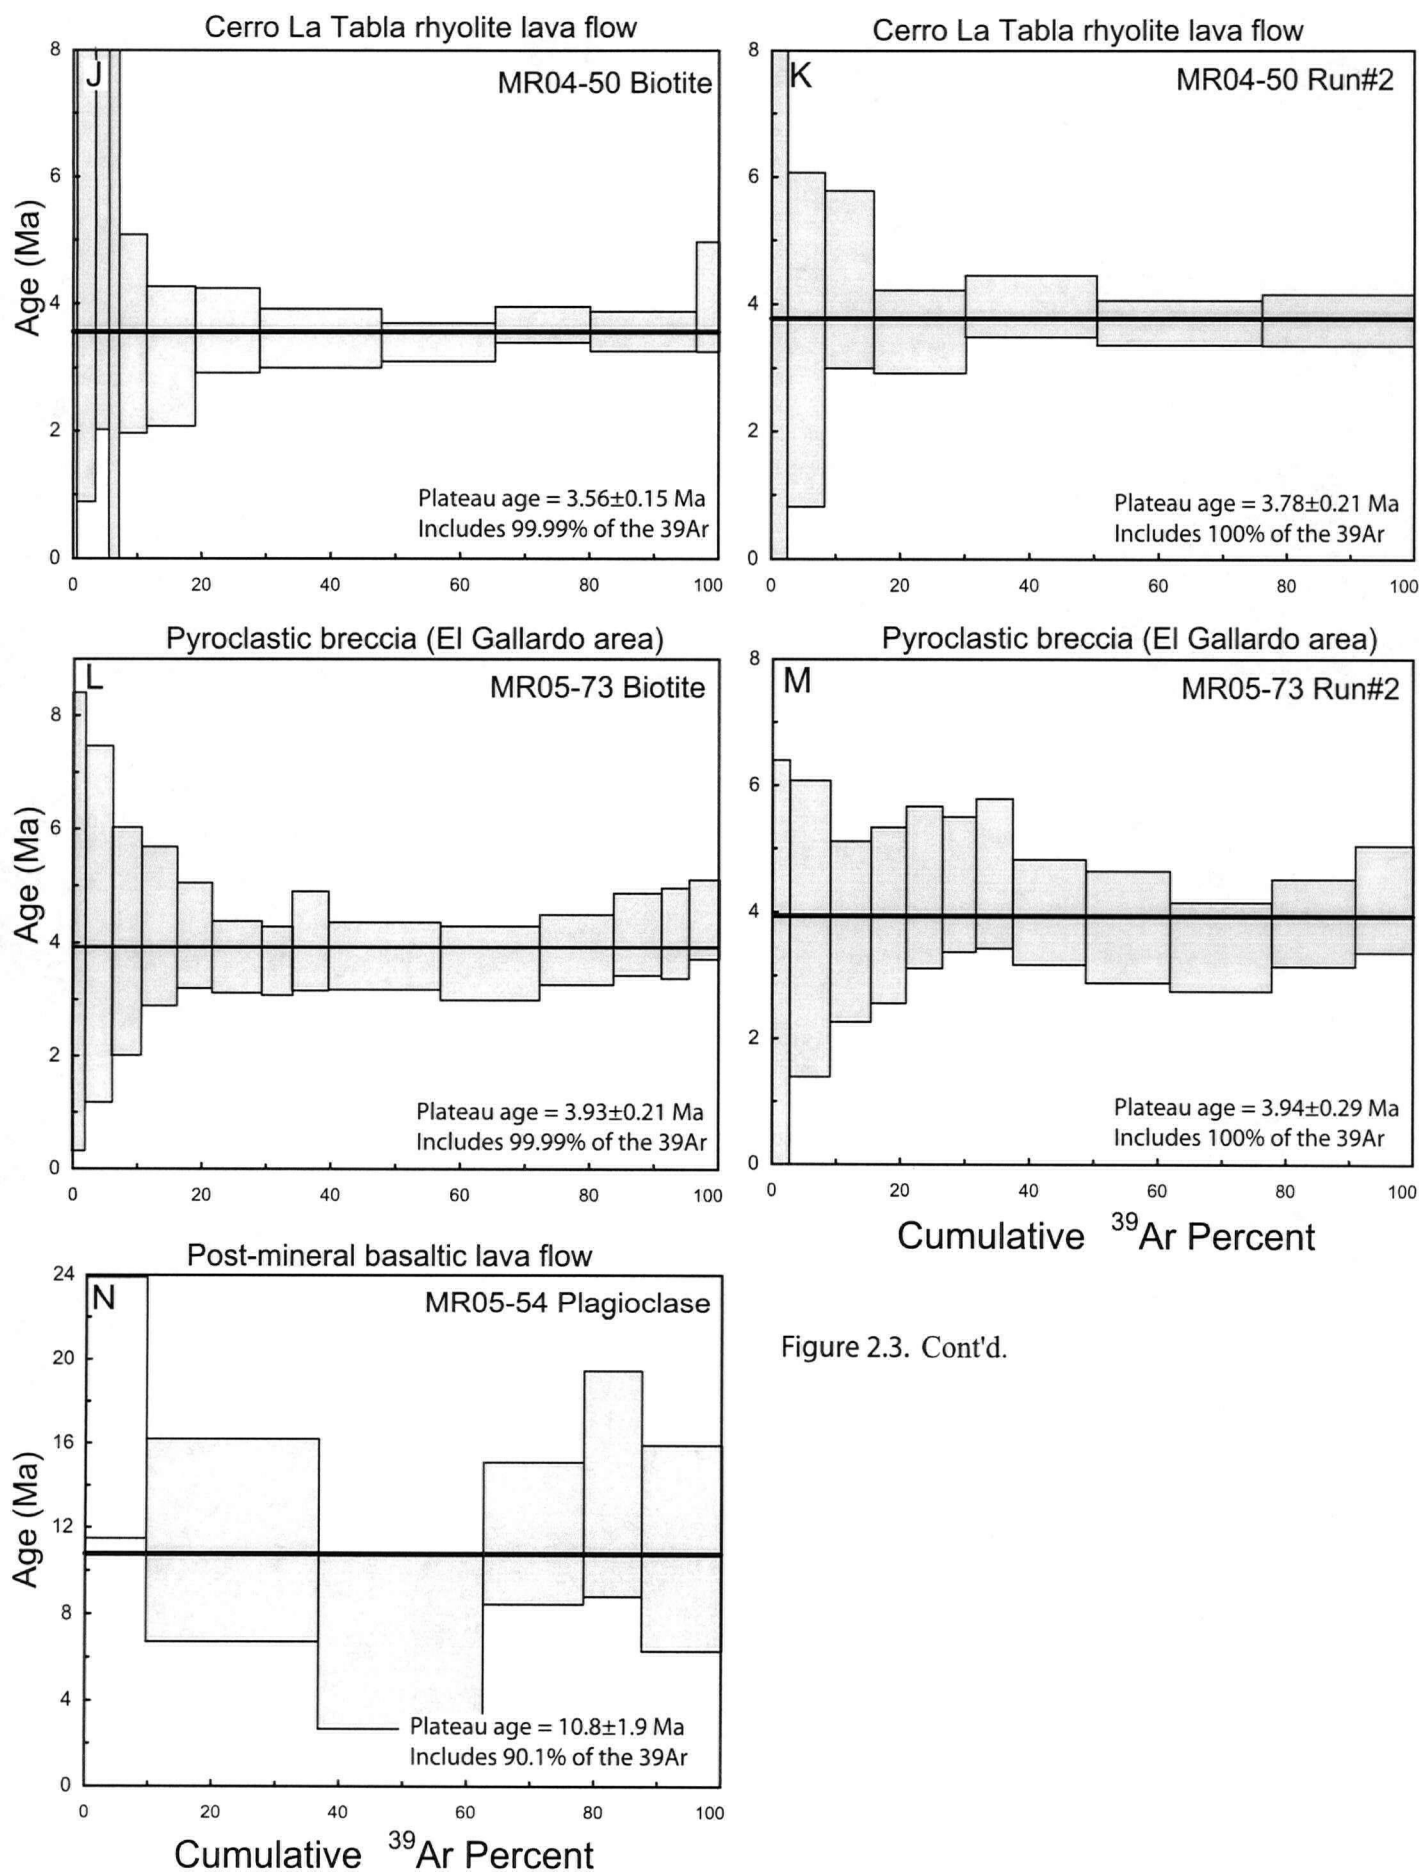 Cerro La Tabla rhyolite lava flow
J
MR04-50 Biotite
8
6
4
2
0
Age (Ma)
Plateau age = 3.56±0.15 Ma
Includes 99.99% of the 39Ar
0 20 40 60 80 100
Cerro La Tabla rhyolite lava flow
K
MR04-50 Run#2
8
6
4
2
0
Plateau age = 3.78±0.21 Ma
Includes 100% of the 39Ar
0 20 40 60 80 100
Pyroclastic breccia (El Gallardo area)
L
MR05-73 Biotite
8
6
4
2
0
Age (Ma)
Plateau age = 3.93±0.21 Ma
Includes 99.99% of the 39Ar
0 20 40 60 80 100
Pyroclastic breccia (El Gallardo area)
M
MR05-73 Run#2
8
6
4
2
0
Plateau age = 3.94±0.29 Ma
Includes 100% of the 39Ar
0 20 40 60 80 100
Cumulative ³⁹Ar Percent
Post-mineral basaltic lava flow
N
MR05-54 Plagioclase
24
20
16
12
8
4
0
Age (Ma)
Plateau age = 10.8±1.9 Ma
Includes 90.1% of the 39Ar
0 20 40 60 80 100
Cumulative ³⁹Ar Percent
Figure 2.3. Cont'd.